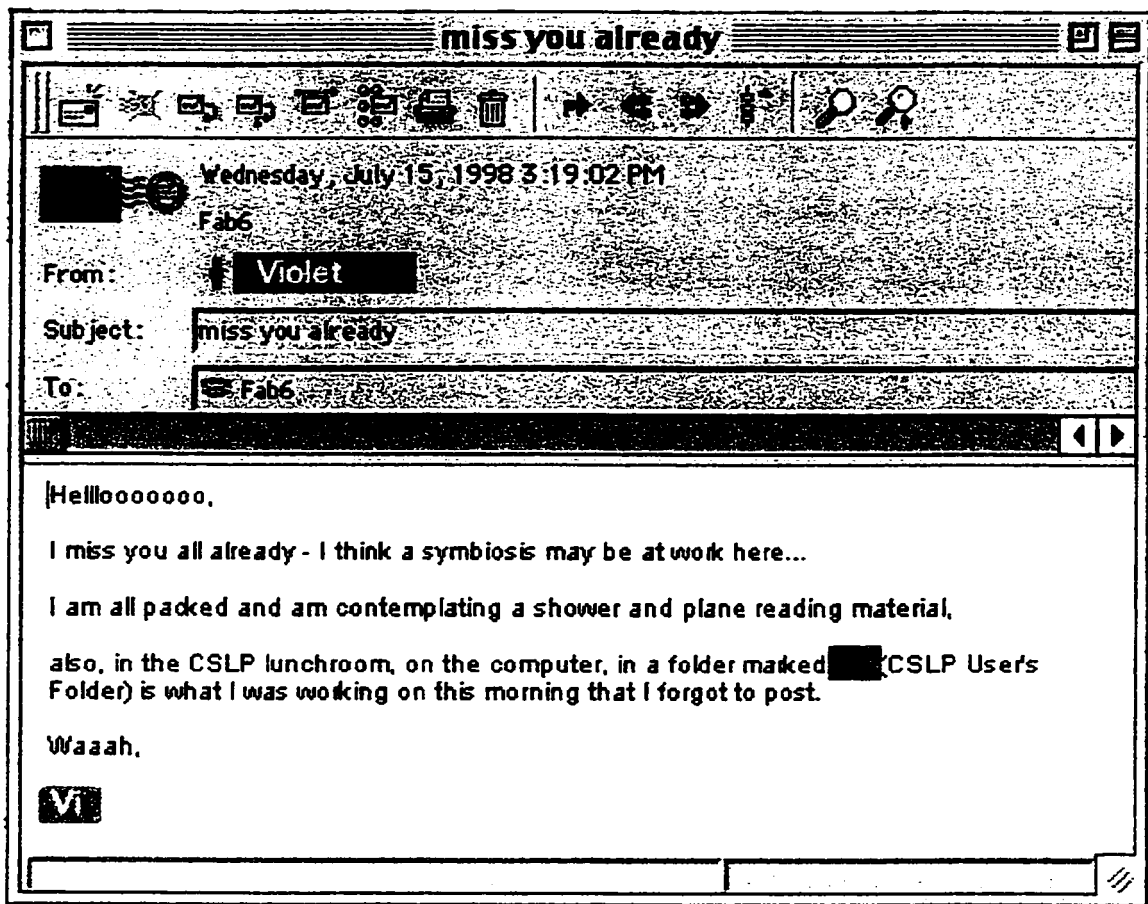 miss you already
Wednesday, July 15, 1998 3:19:02 PM
Fab6
From: Violet
Subject: miss you already
To: Fab6
Hellloooooooo,
I miss you all already - I think a symbiosis may be at work here...
I am all packed and am contemplating a shower and plane reading material,
also, in the CSLP lunchroom, on the computer, in a folder marked (CSLP User's
Folder) is what I was working on this morning that I forgot to post.
Waaah,
Vi